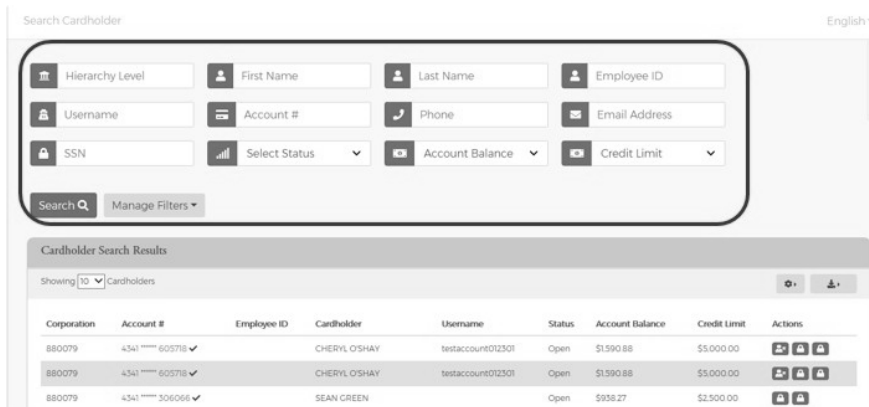 Search Cardholder English
Hierarchy Level First Name Last Name Employee ID
Username Account # Phone Email Address
SSN Select Status Account Balance Credit Limit
Search Manage Filters
Cardholder Search Results
Showing 10 Cardholders
Corporation Account # Employee ID Cardholder Username Status Account Balance Credit Limit Actions
880079 4341 ****** 605718 CHERYL O'SHAY testaccount012301 Open $1,590.88 $5,000.00
880079 4341 ****** 605718 CHERYL O'SHAY testaccount012301 Open $1,590.88 $5,000.00
880079 4341 ****** 306066 SEAN GREEN Open $938.27 $2,500.00